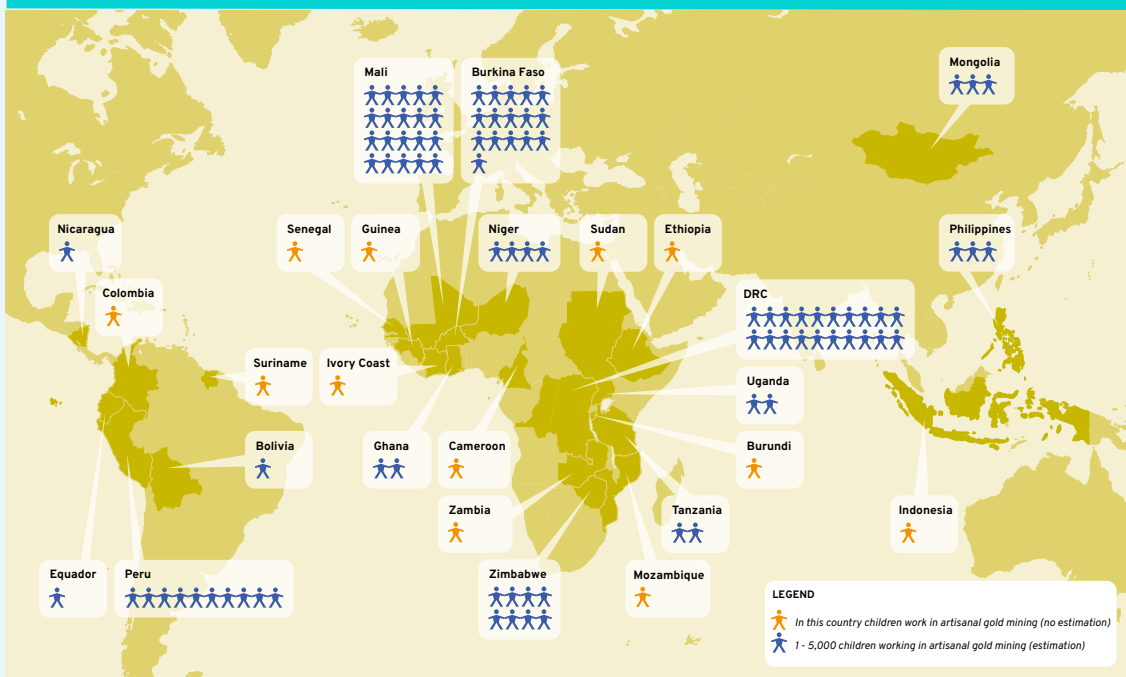 Mali
Burkina Faso
Mongolia
Nicaragua
Senegal
Guinea
Niger
Sudan
Ethiopia
Philippines
Colombia
DRC
Suriname
Ivory Coast
Uganda
Bolivia
Ghana
Cameroon
Burundi
Zambia
Tanzania
Indonesia
Equador
Peru
Zimbabwe
Mozambique
LEGEND
In this country children work in artisanal gold mining (no estimation)
1 - 5,000 children working in artisanal gold mining (estimation)